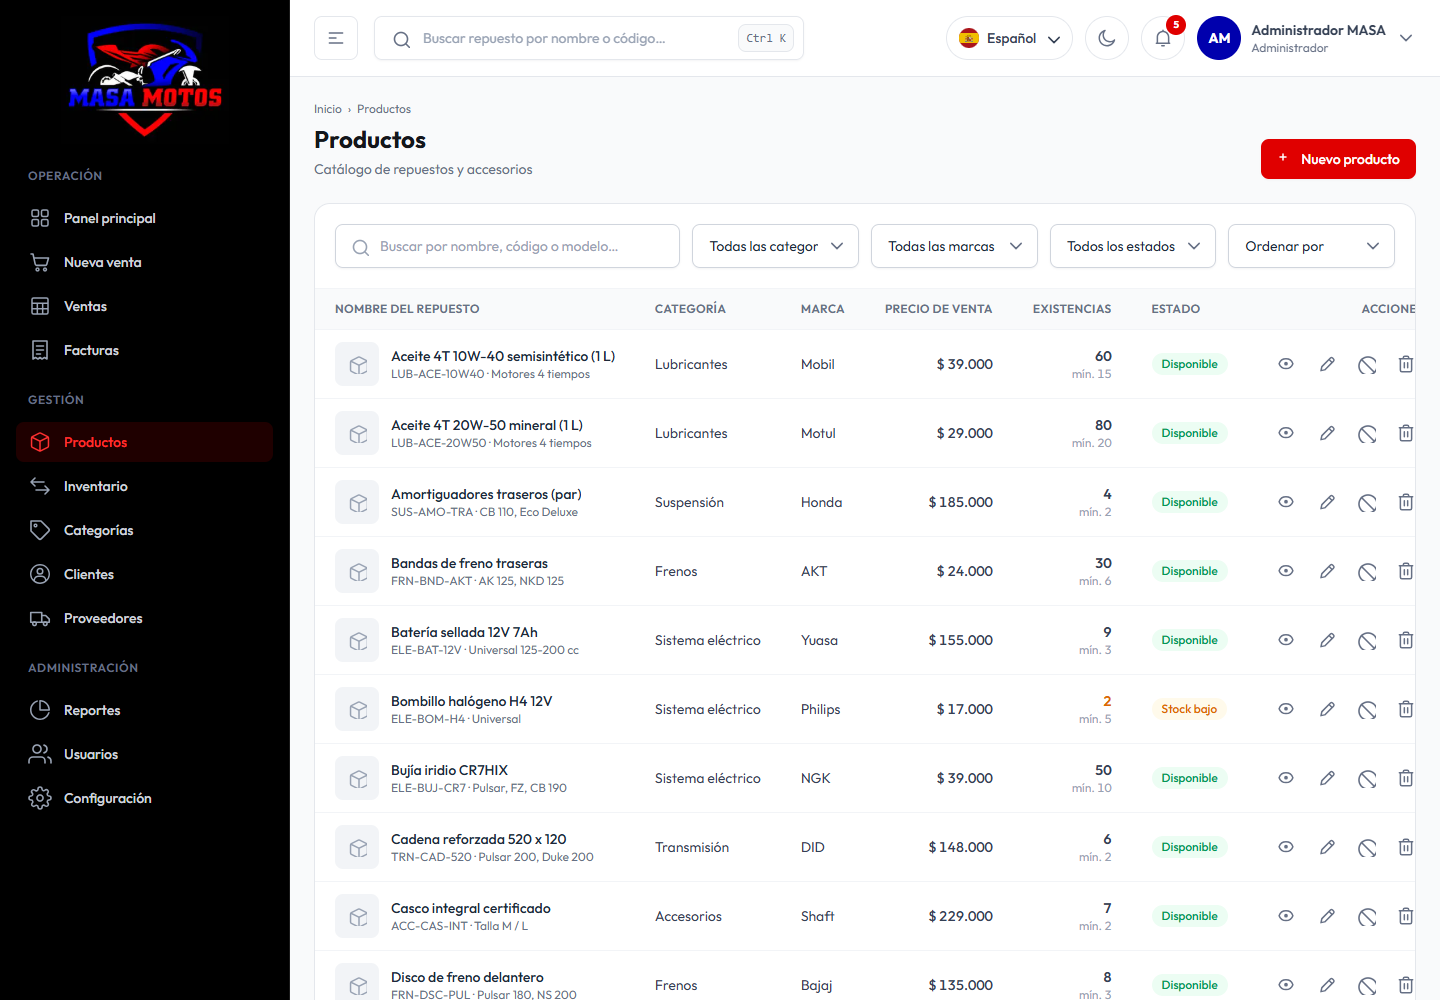 MASA MOTOS
OPERACIÓN
Panel principal
Nueva venta
Ventas
Facturas
GESTIÓN
Productos
Inventario
Categorías
Clientes
Proveedores
ADMINISTRACIÓN
Reportes
Usuarios
Configuración
Buscar repuesto por nombre o código...
Ctrl K
Español
5
AM
Administrador MASA
Administrador
Inicio › Productos
Productos
Catálogo de repuestos y accesorios
+ Nuevo producto
Buscar por nombre, código o modelo...
Todas las categor
Todas las marcas
Todos los estados
Ordenar por
NOMBRE DEL REPUESTO CATEGORÍA MARCA PRECIO DE VENTA EXISTENCIAS ESTADO ACCIONE
Aceite 4T 10W-40 semisintético (1 L)
LUB-ACE-10W40 · Motores 4 tiempos
Lubricantes Mobil $ 39.000 60
mín. 15
Disponible
Aceite 4T 20W-50 mineral (1 L)
LUB-ACE-20W50 · Motores 4 tiempos
Lubricantes Motul $ 29.000 80
mín. 20
Disponible
Amortiguadores traseros (par)
SUS-AMO-TRA · CB 110, Eco Deluxe
Suspensión Honda $ 185.000 4
mín. 2
Disponible
Bandas de freno traseras
FRN-BND-AKT · AK 125, NKD 125
Frenos AKT $ 24.000 30
mín. 6
Disponible
Batería sellada 12V 7Ah
ELE-BAT-12V · Universal 125-200 cc
Sistema eléctrico Yuasa $ 155.000 9
mín. 3
Disponible
Bombillo halógeno H4 12V
ELE-BOM-H4 · Universal
Sistema eléctrico Philips $ 17.000 2
mín. 5
Stock bajo
Bujía iridio CR7HIX
ELE-BUJ-CR7 · Pulsar, FZ, CB 190
Sistema eléctrico NGK $ 39.000 50
mín. 10
Disponible
Cadena reforzada 520 x 120
TRN-CAD-520 · Pulsar 200, Duke 200
Transmisión DID $ 148.000 6
mín. 2
Disponible
Casco integral certificado
ACC-CAS-INT · Talla M / L
Accesorios Shaft $ 229.000 7
mín. 2
Disponible
Disco de freno delantero
FRN-DSC-PUL · Pulsar 180, NS 200
Frenos Bajaj $ 135.000 8
mín. 3
Disponible